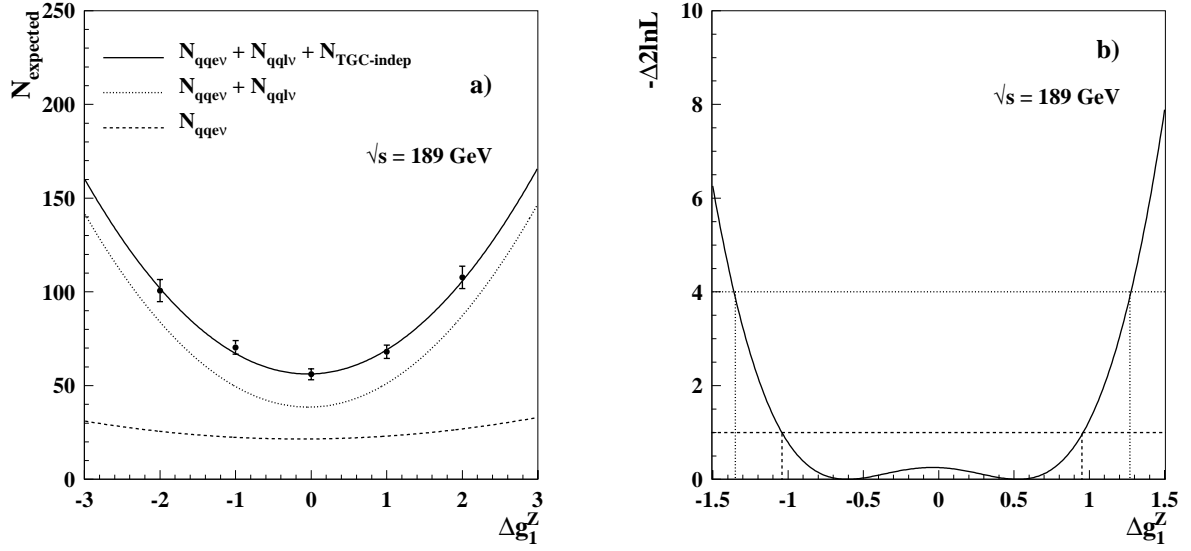 N_expected
250
200
150
100
50
0
N_qqeν + N_qqlν + N_TGC-indep
N_qqeν + N_qqlν
N_qqeν
a)
√s = 189 GeV
-3 -2 -1 0 1 2 3
Δg_1^Z
-Δ2lnL
10
8
6
4
2
0
b)
√s = 189 GeV
-1.5 -1 -0.5 0 0.5 1 1.5
Δg_1^Z